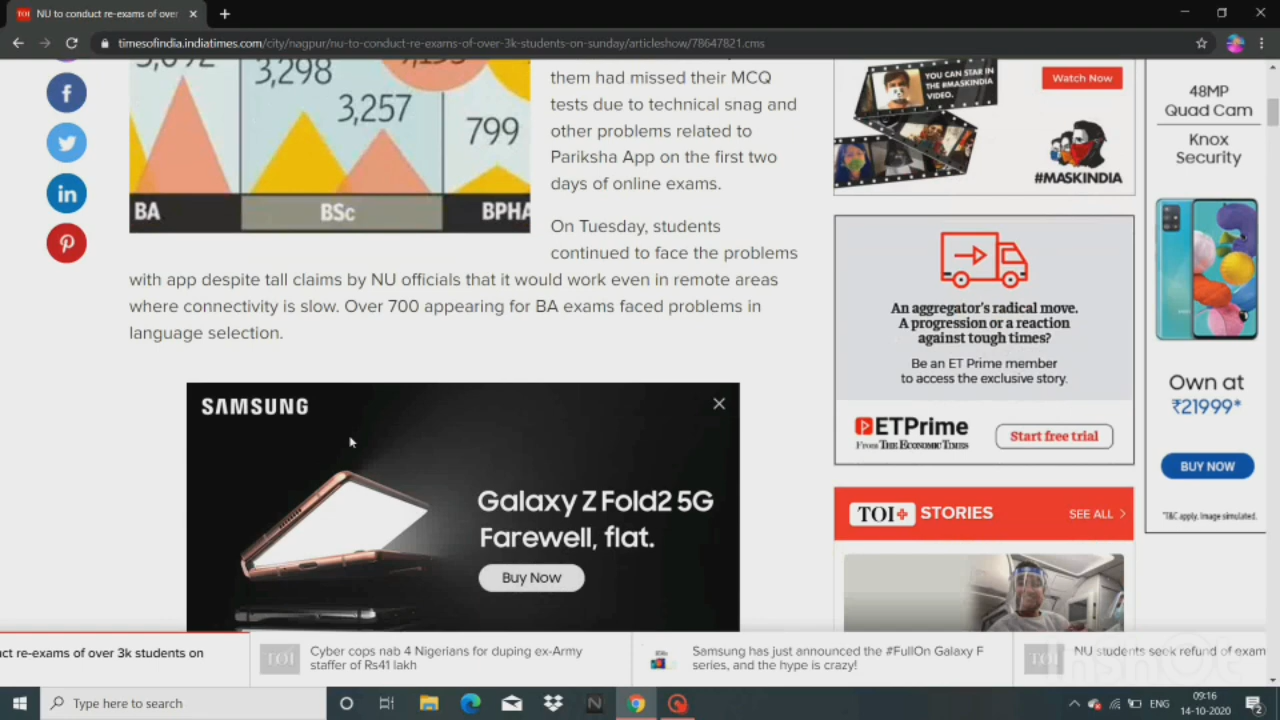 NU to conduct re-exams of over
timesofindia.indiatimes.com/city/nagpur/nu-to-conduct-re-exams-of-over-3k-students-on-sunday/articleshow/78647821.cms
3,298
3,257
799
BA
BSc
BPHA
them had missed their MCQ
tests due to technical snag and
other problems related to
Pariksha App on the first two
days of online exams.
On Tuesday, students
continued to face the problems
with app despite tall claims by NU officials that it would work even in remote areas
where connectivity is slow. Over 700 appearing for BA exams faced problems in
language selection.
SAMSUNG
Galaxy Z Fold2 5G
Farewell, flat.
Buy Now
YOU CAN STAR IN
THE #MASKINDIA
VIDEO.
Watch Now
#MASKINDIA
An aggregator's radical move.
A progression or a reaction
against tough times?
Be an ET Prime member
to access the exclusive story.
ETPrime
From THE ECONOMIC TIMES
Start free trial
TOI+ STORIES
SEE ALL
48MP
Quad Cam
Knox
Security
Own at
₹21999*
BUY NOW
*T&C apply. Image simulated.
ct re-exams of over 3k students on
TOI
Cyber cops nab 4 Nigerians for duping ex-Army
staffer of Rs41 lakh
Samsung has just announced the #FullOn Galaxy F
series, and the hype is crazy!
TOI
NU students seek refund of exam
Type here to search
ENG
09:16
14-10-2020
2